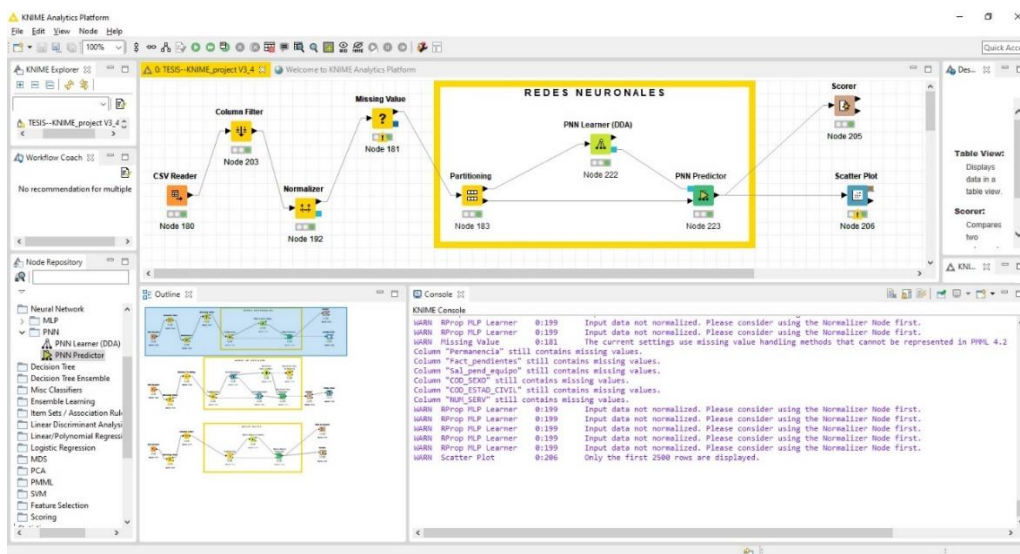 KNIME Analytics Platform
File Edit View Node Help
100%
Quick Acce
KNIME Explorer
TESIS--KNIME_project V3_4
Workflow Coach
No recommendation for multiple
Node Repository
Neural Network
MLP
PNN
PNN Learner (DDA)
PNN Predictor
Decision Tree
Decision Tree Ensemble
Misc Classifiers
Ensemble Learning
Item Sets / Association Rule
Linear Discriminant Analysi
Linear/Polynomial Regressi
Logistic Regression
MDS
PCA
PMML
SVM
Feature Selection
Scoring
0: TESIS--KNIME_project V3_4
Welcome to KNIME Analytics Platform
CSV Reader
Node 180
Column Filter
Node 203
Normalizer
Node 192
Missing Value
Node 181
REDES NEURONALES
Partitioning
Node 183
PNN Learner (DDA)
Node 222
PNN Predictor
Node 223
Scorer
Node 205
Scatter Plot
Node 206
Des...
Table View:
Displays
data in a
table view.
Scorer:
Compares
two
KNI...
Outline
Console
KNIME Console
WARN RProp MLP Learner 0:199 Input data not normalized. Please consider using the Normalizer Node first.
WARN RProp MLP Learner 0:199 Input data not normalized. Please consider using the Normalizer Node first.
WARN Missing Value 0:181 The current settings use missing value handling methods that cannot be represented in PMML 4.2
Column "Permanencia" still contains missing values.
Column "Fact_pendientes" still contains missing values.
Column "Sal_pend_equipo" still contains missing values.
Column "COD_SEXO" still contains missing values.
Column "COD_ESTAD_CIVIL" still contains missing values.
Column "NUM_SERV" still contains missing values.
WARN RProp MLP Learner 0:199 Input data not normalized. Please consider using the Normalizer Node first.
WARN RProp MLP Learner 0:199 Input data not normalized. Please consider using the Normalizer Node first.
WARN RProp MLP Learner 0:199 Input data not normalized. Please consider using the Normalizer Node first.
WARN RProp MLP Learner 0:199 Input data not normalized. Please consider using the Normalizer Node first.
WARN RProp MLP Learner 0:199 Input data not normalized. Please consider using the Normalizer Node first.
WARN Scatter Plot 0:206 Only the first 2500 rows are displayed.